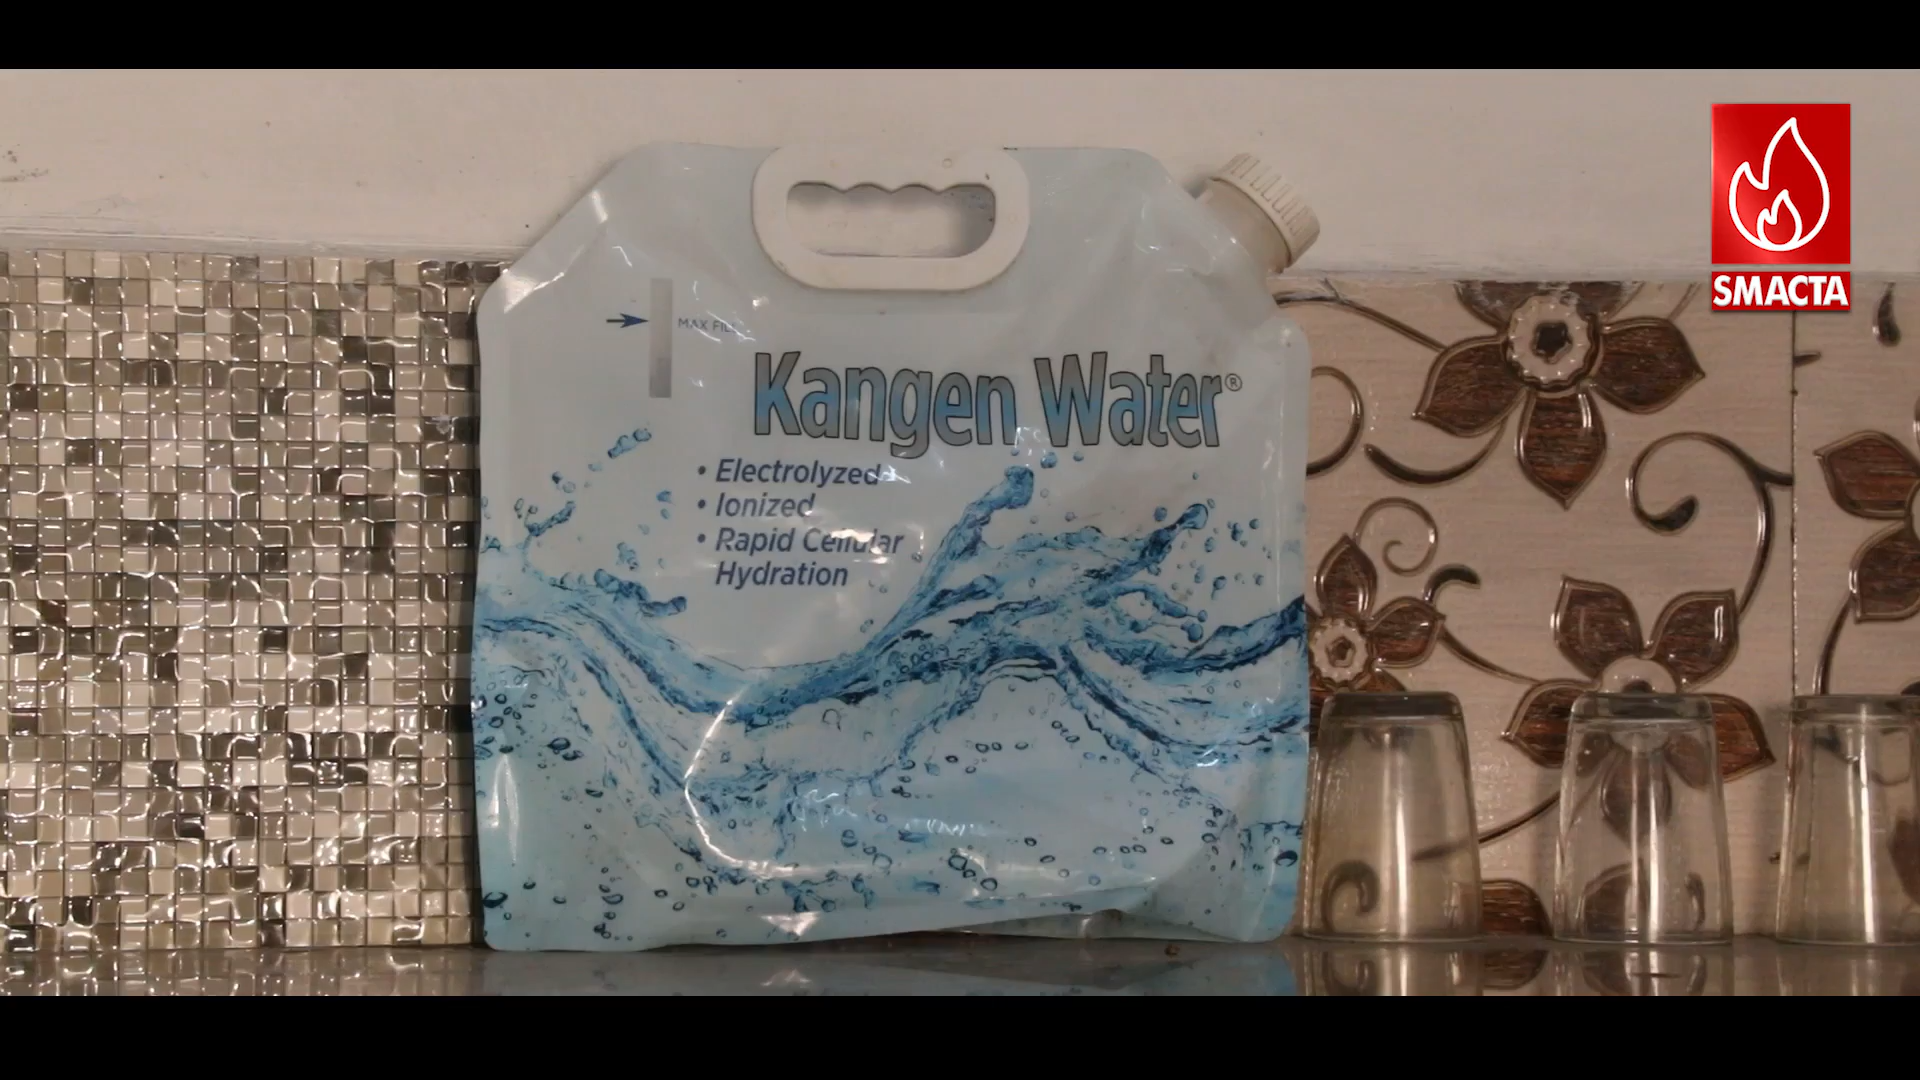 SMACTA
MAX FILL
Kangen Water®
• Electrolyzed
• Ionized
• Rapid Cellular
Hydration